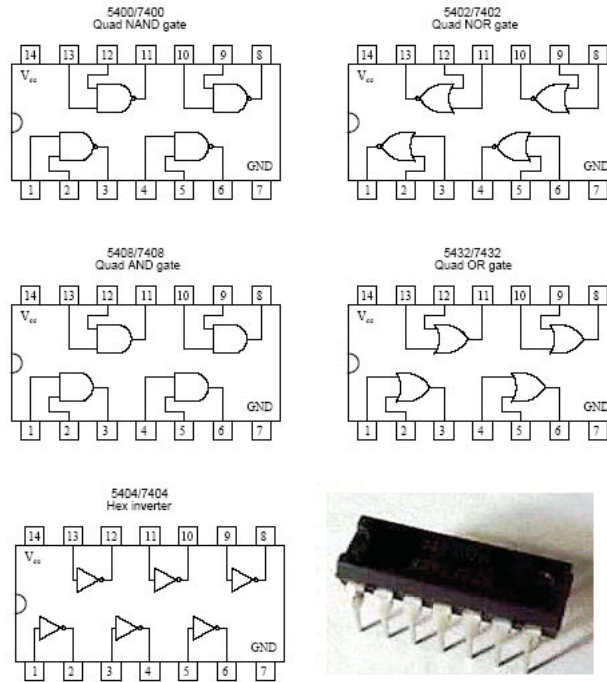 5400/7400
Quad NAND gate
14 13 12 11 10 9 8
Vcc
GND
1 2 3 4 5 6 7
5402/7402
Quad NOR gate
14 13 12 11 10 9 8
Vcc
GND
1 2 3 4 5 6 7
5408/7408
Quad AND gate
14 13 12 11 10 9 8
Vcc
GND
1 2 3 4 5 6 7
5432/7432
Quad OR gate
14 13 12 11 10 9 8
Vcc
GND
1 2 3 4 5 6 7
5404/7404
Hex inverter
14 13 12 11 10 9 8
Vcc
GND
1 2 3 4 5 6 7